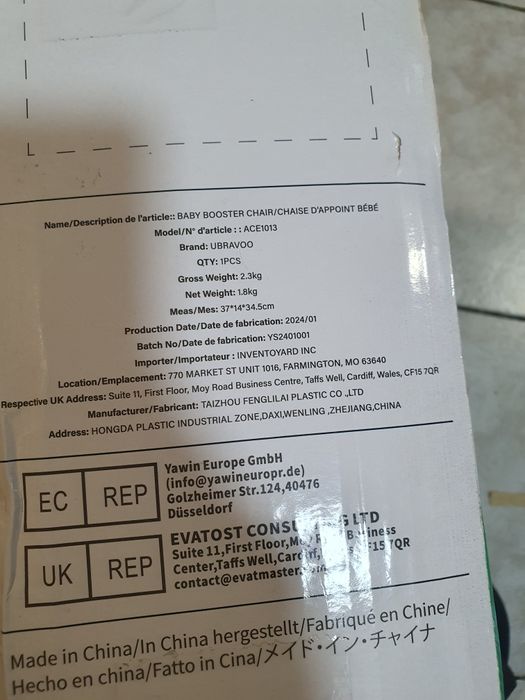 Name/Description de l'article:: BABY BOOSTER CHAIR/CHAISE D'APPOINT BÉBÉ
Model/N° d'article : : ACE1013
Brand: UBRAVOO
QTY: 1PCS
Gross Weight: 2.3kg
Net Weight: 1.8kg
Meas/Mes: 37*14*34.5cm
Production Date/Date de fabrication: 2024/01
Batch No/Date de fabrication: YS2401001
Importer/Importateur : INVENTOYARD INC
Location/Emplacement: 770 MARKET ST UNIT 1016, FARMINGTON, MO 63640
Respective UK Address: Suite 11, First Floor, Moy Road Business Centre, Taffs Well, Cardiff, Wales, CF15 7QR
Manufacturer/Fabricant: TAIZHOU FENGLILAI PLASTIC CO .,LTD
Address: HONGDA PLASTIC INDUSTRIAL ZONE,DAXI,WENLING ,ZHEJIANG,CHINA
EC REP
Yawin Europe GmbH
(info@yawineuropr.de)
Golzheimer Str.124,40476
Düsseldorf
UK REP
EVATOST LTD
Suite 11,First Floor, Business
Center,Taffs Well, 7QR
Made in China/In China hergestellt/Fabriqué en Chine/
Hecho en china/Fatto in Cina/メイド・イン・チャイナ